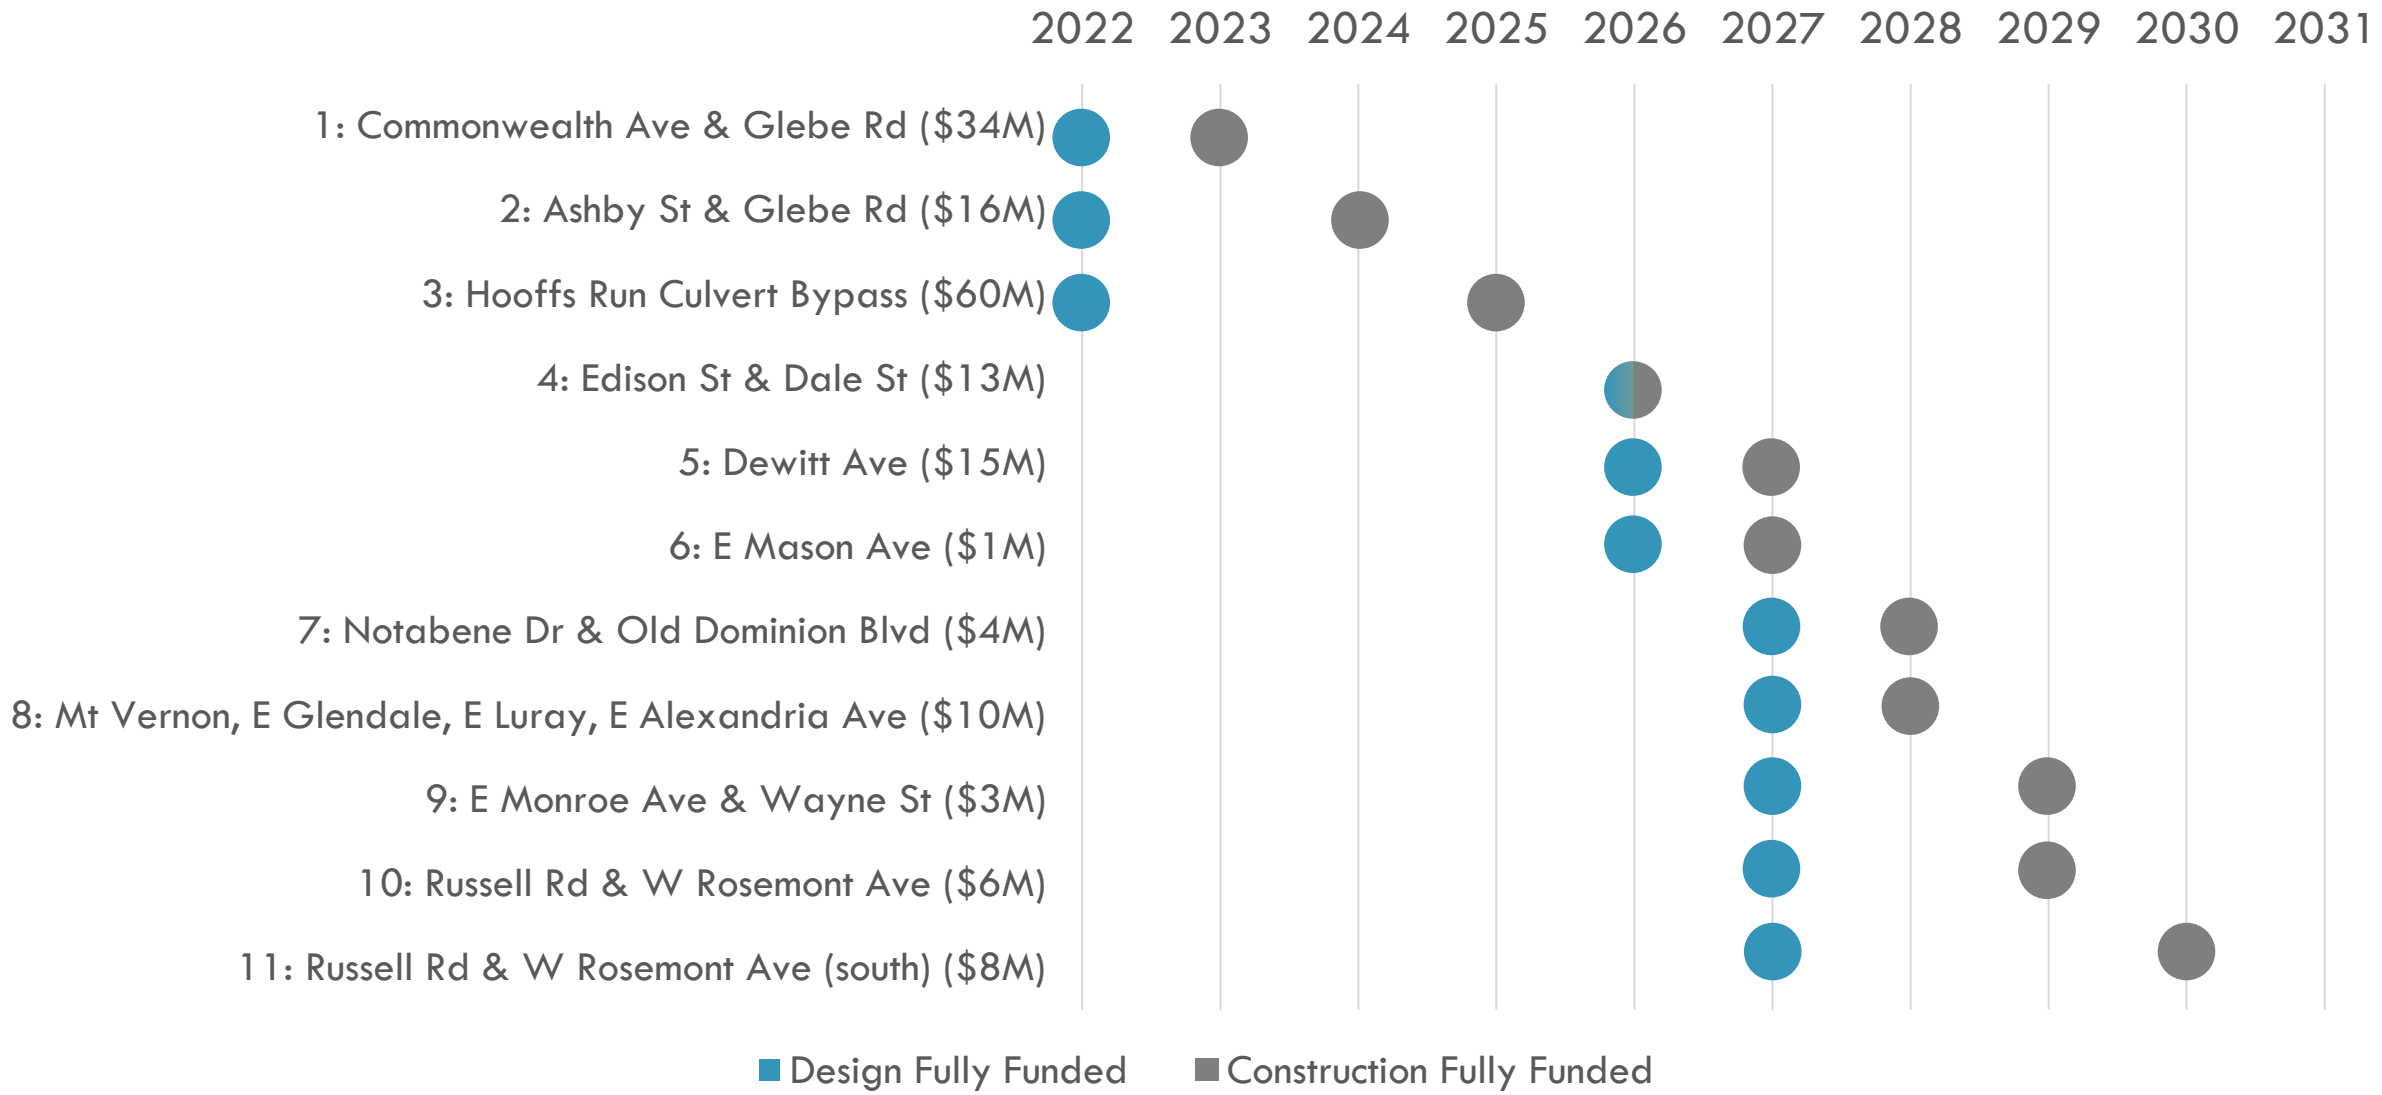 2022 2023 2024 2025 2026 2027 2028 2029 2030 2031
1: Commonwealth Ave & Glebe Rd ($34M)
2: Ashby St & Glebe Rd ($16M)
3: Hooffs Run Culvert Bypass ($60M)
4: Edison St & Dale St ($13M)
5: Dewitt Ave ($15M)
6: E Mason Ave ($1M)
7: Notabene Dr & Old Dominion Blvd ($4M)
8: Mt Vernon, E Glendale, E Luray, E Alexandria Ave ($10M)
9: E Monroe Ave & Wayne St ($3M)
10: Russell Rd & W Rosemont Ave ($6M)
11: Russell Rd & W Rosemont Ave (south) ($8M)
Design Fully Funded Construction Fully Funded